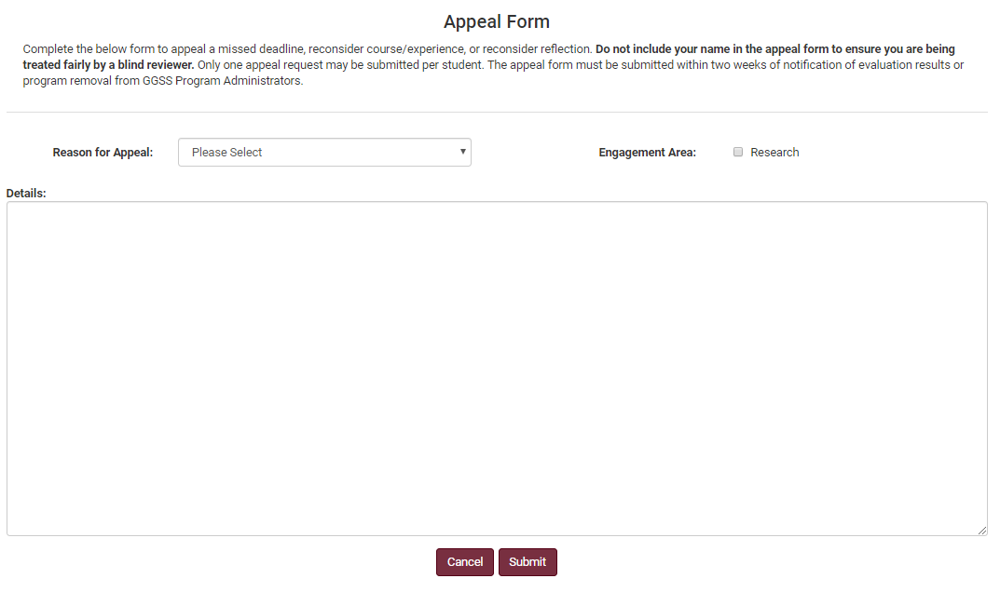 Appeal Form
Complete the below form to appeal a missed deadline, reconsider course/experience, or reconsider reflection. Do not include your name in the appeal form to ensure you are being
treated fairly by a blind reviewer. Only one appeal request may be submitted per student. The appeal form must be submitted within two weeks of notification of evaluation results or
program removal from GGSS Program Administrators.
Reason for Appeal: Please Select Engagement Area: Research
Details:
Cancel Submit